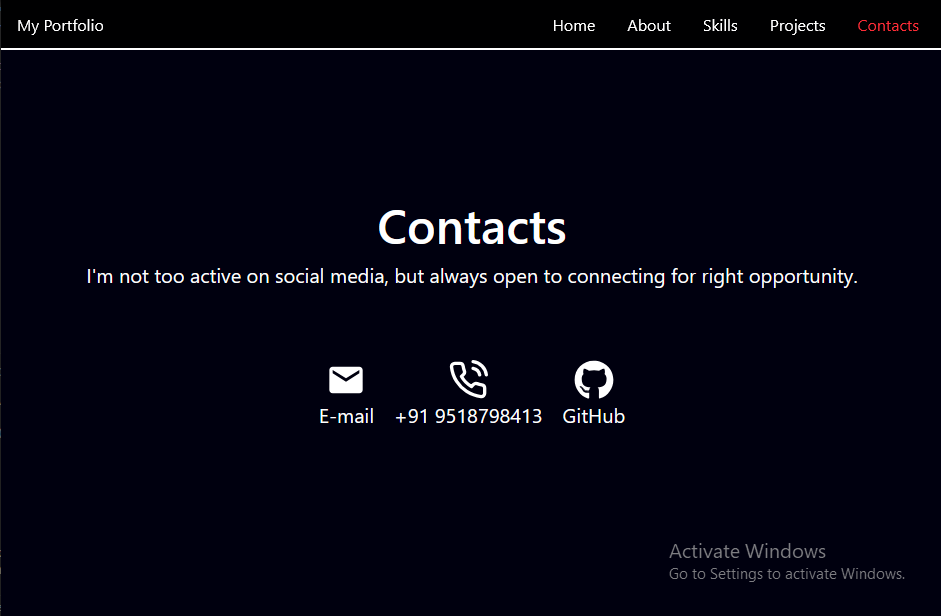 My Portfolio Home About Skills Projects Contacts
Contacts
I'm not too active on social media, but always open to connecting for right opportunity.
E-mail +91 9518798413 GitHub
Activate Windows
Go to Settings to activate Windows.